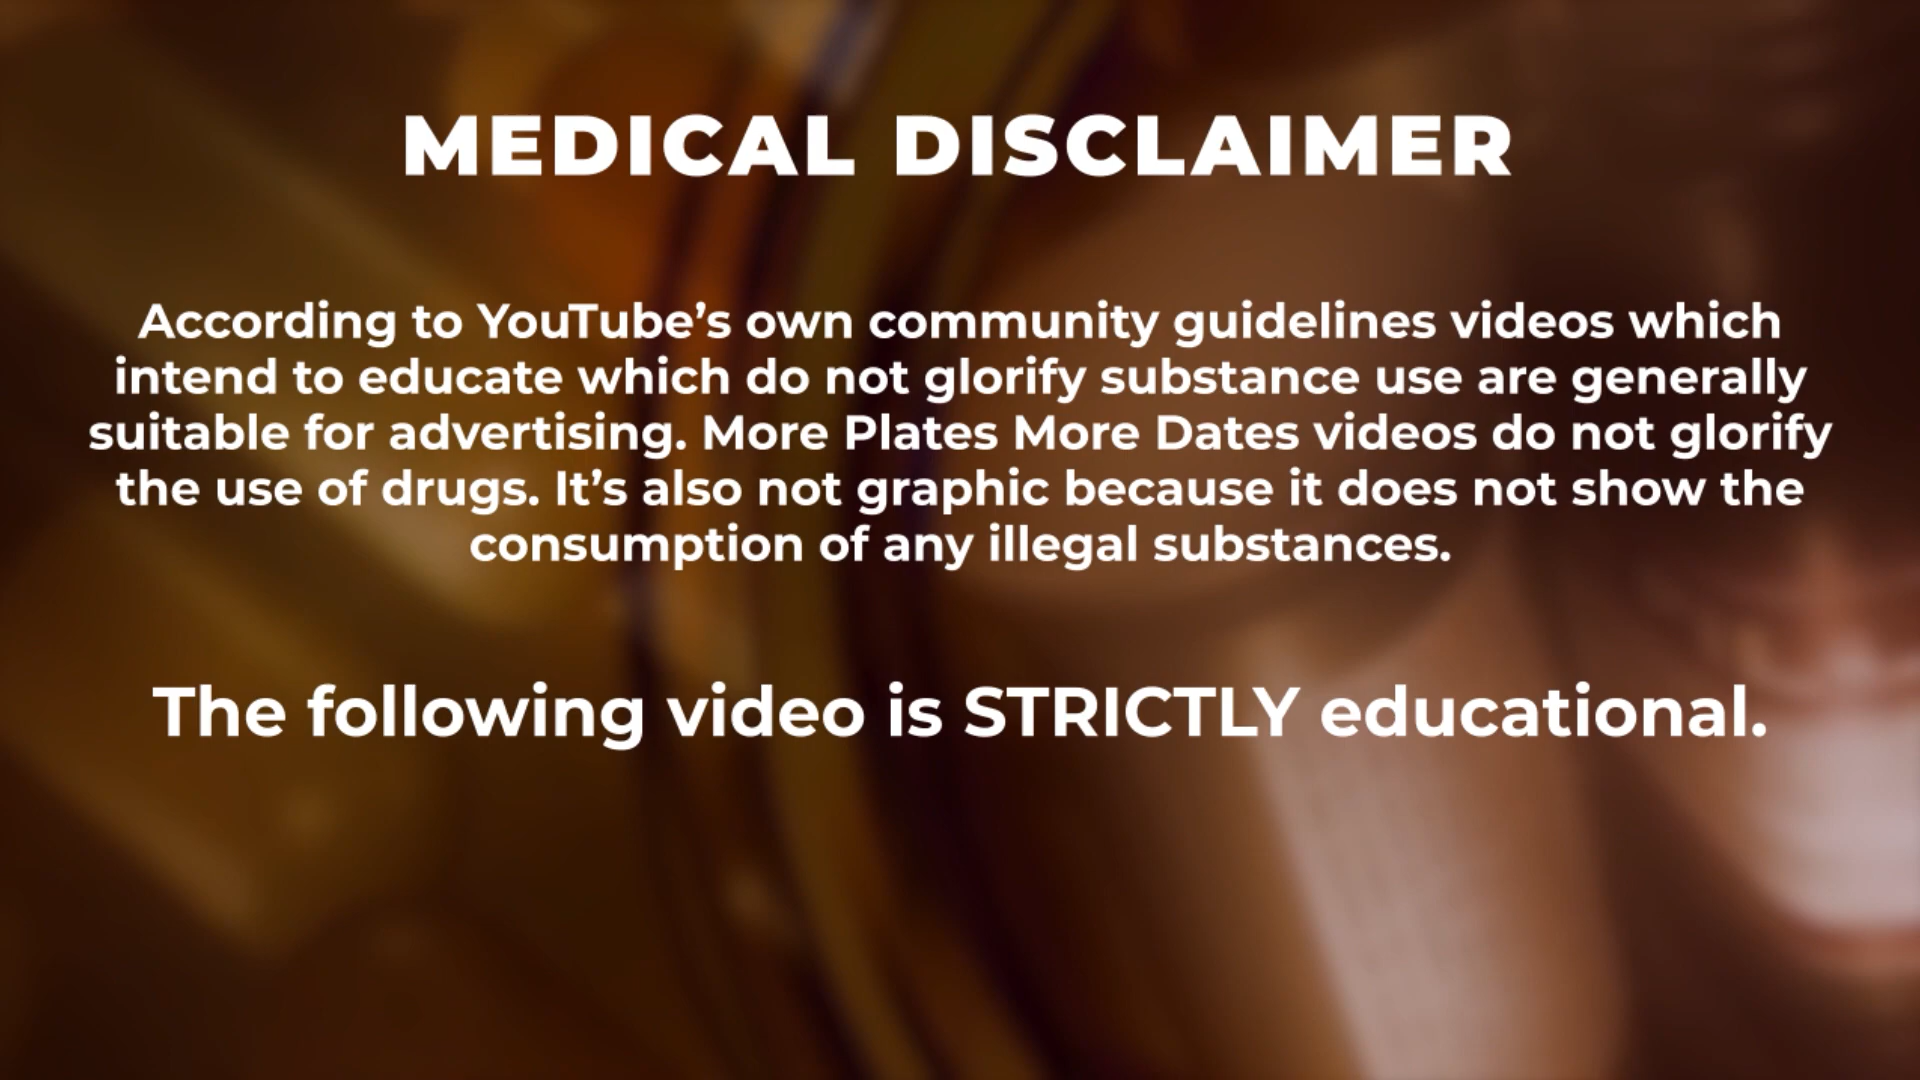 MEDICAL DISCLAIMER
According to YouTube’s own community guidelines videos which
intend to educate which do not glorify substance use are generally
suitable for advertising. More Plates More Dates videos do not glorify
the use of drugs. It’s also not graphic because it does not show the
consumption of any illegal substances.
The following video is STRICTLY educational.